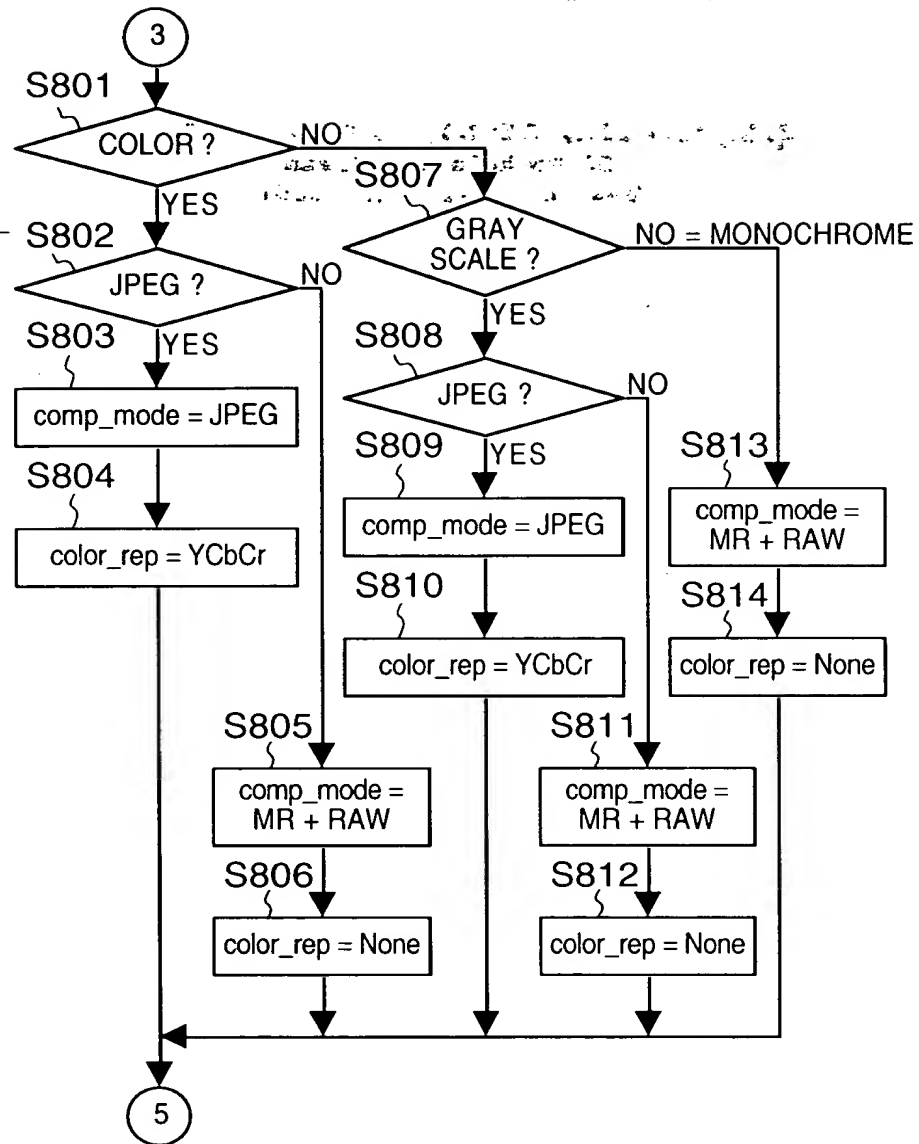 3
S801
COLOR ?
NO
YES
S802
JPEG ?
NO
YES
S803
comp_mode = JPEG
S804
color_rep = YCbCr
S805
comp_mode =
MR + RAW
S806
color_rep = None
S807
GRAY
SCALE ?
NO = MONOCHROME
YES
S808
JPEG ?
NO
YES
S809
comp_mode = JPEG
S810
color_rep = YCbCr
S811
comp_mode =
MR + RAW
S812
color_rep = None
S813
comp_mode =
MR + RAW
S814
color_rep = None
5